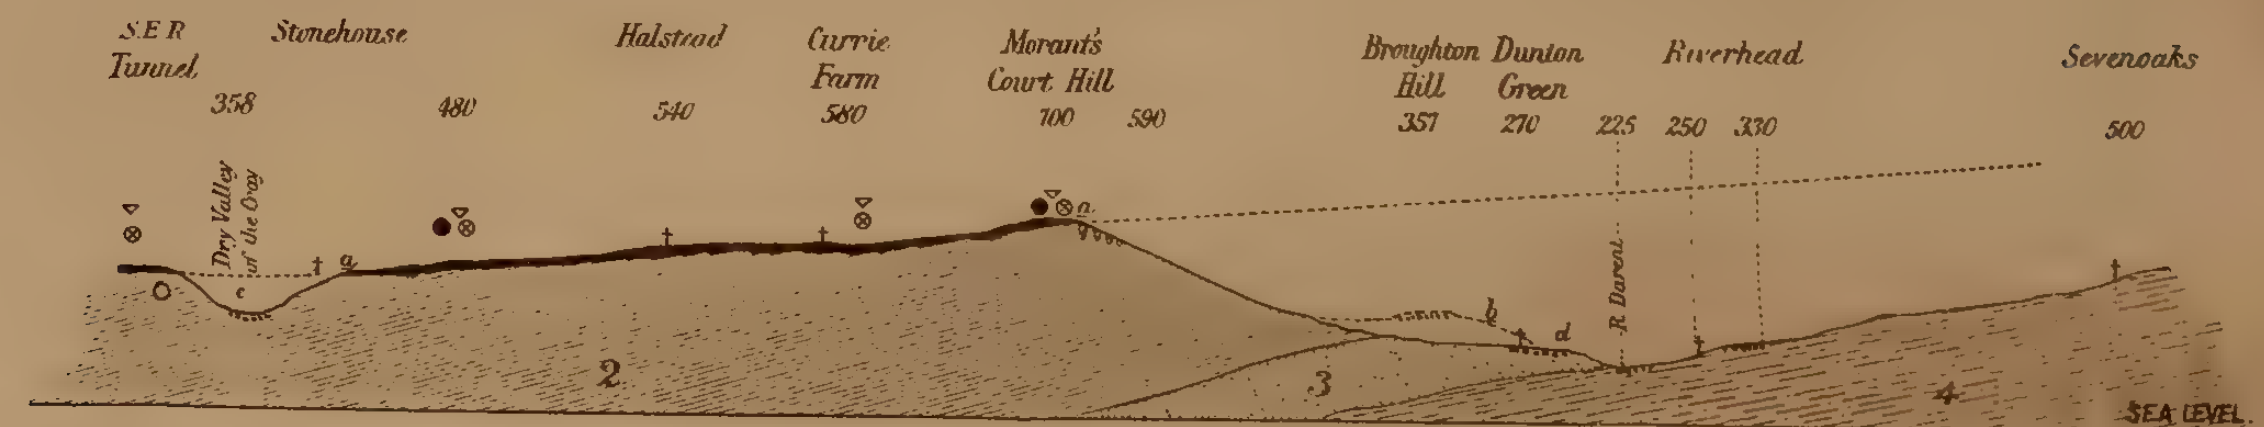 S.E R Tunnel
358
Stonehouse
480
Halstead
540
Currie Farm
580
Morant's Court Hill
700 590
Broughton Hill
357
Dunton Green
270
225
Riverhead
250 330
Sevenoaks
500
Dry Valley
of the Cray
a
c
a
b
d
R Darent
2
3
4
SEA LEVEL.